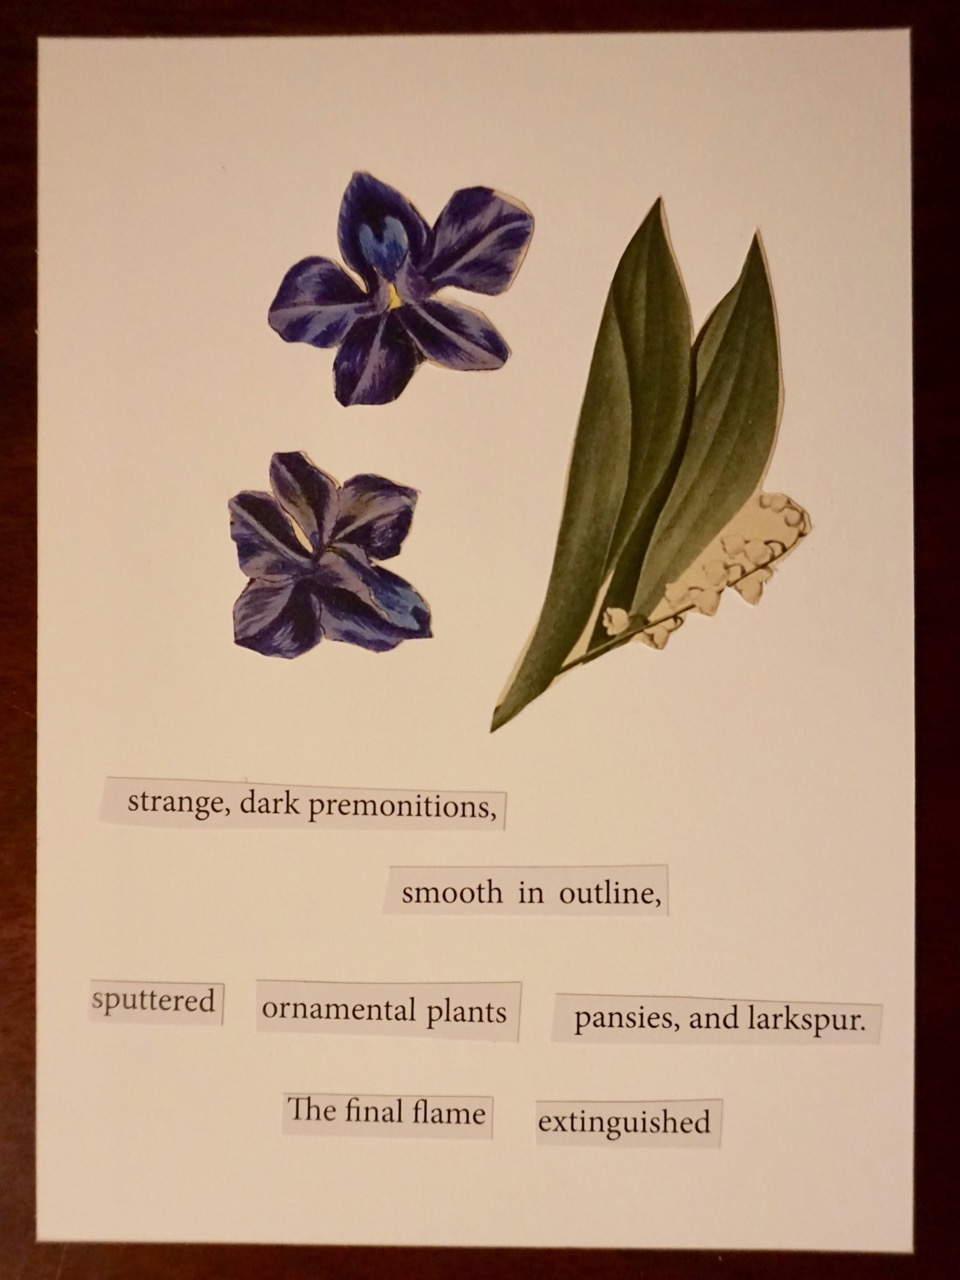 strange, dark premonitions,
smooth in outline,
sputtered ornamental plants pansies, and larkspur.
The final flame extinguished